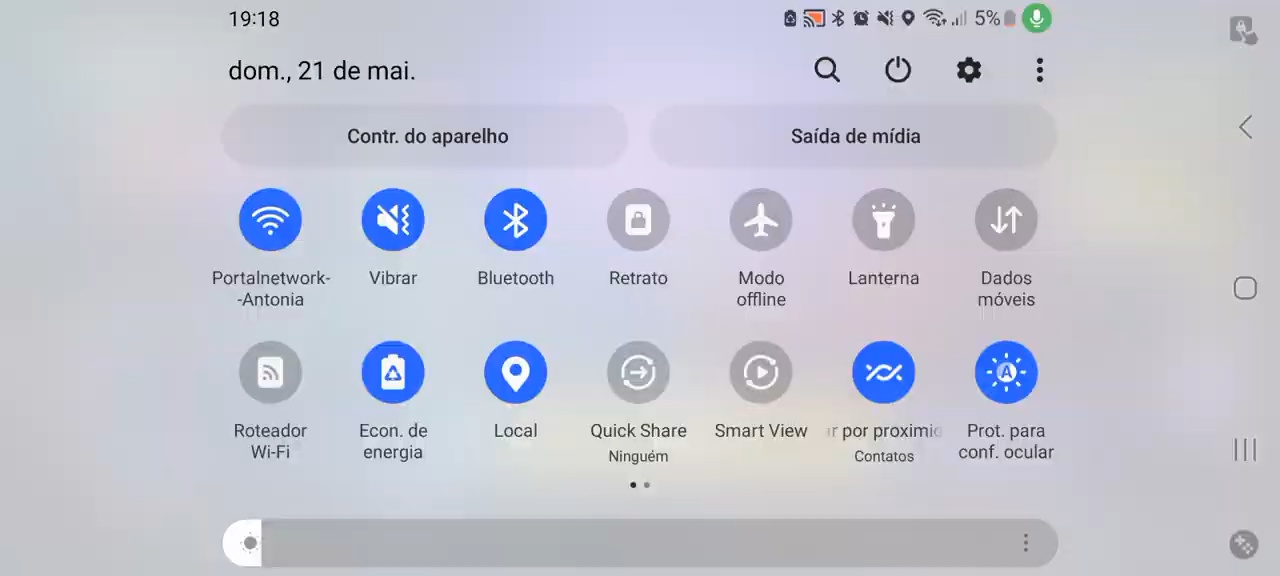 19:18
5%
dom., 21 de mai.
Contr. do aparelho
Saída de mídia
Portalnetwork-
-Antonia
Vibrar
Bluetooth
Retrato
Modo
offline
Lanterna
Dados
móveis
Roteador
Wi-Fi
Econ. de
energia
Local
Quick Share
Ninguém
Smart View
r por proximid
Contatos
Prot. para
conf. ocular